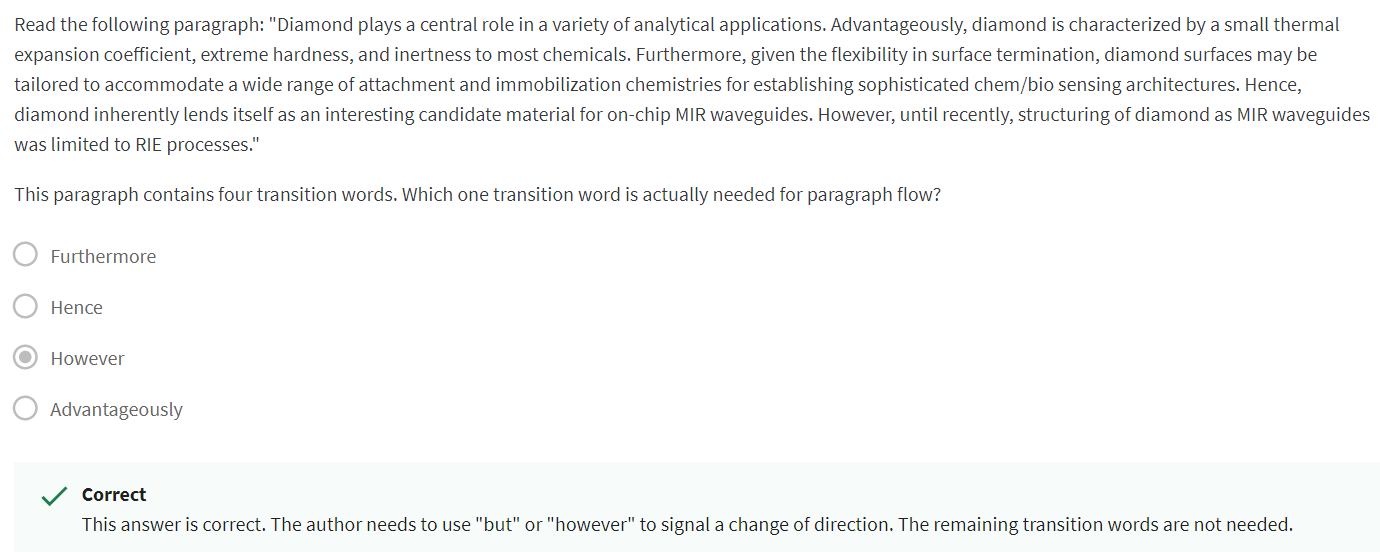 Read the following paragraph: "Diamond plays a central role in a variety of analytical applications. Advantageously, diamond is characterized by a small thermal
expansion coefficient, extreme hardness, and inertness to most chemicals. Furthermore, given the flexibility in surface termination, diamond surfaces may be
tailored to accommodate a wide range of attachment and immobilization chemistries for establishing sophisticated chem/bio sensing architectures. Hence,
diamond inherently lends itself as an interesting candidate material for on-chip MIR waveguides. However, until recently, structuring of diamond as MIR waveguides
was limited to RIE processes."
This paragraph contains four transition words. Which one transition word is actually needed for paragraph flow?
Furthermore
Hence
However
Advantageously
Correct
This answer is correct. The author needs to use "but" or "however" to signal a change of direction. The remaining transition words are not needed.